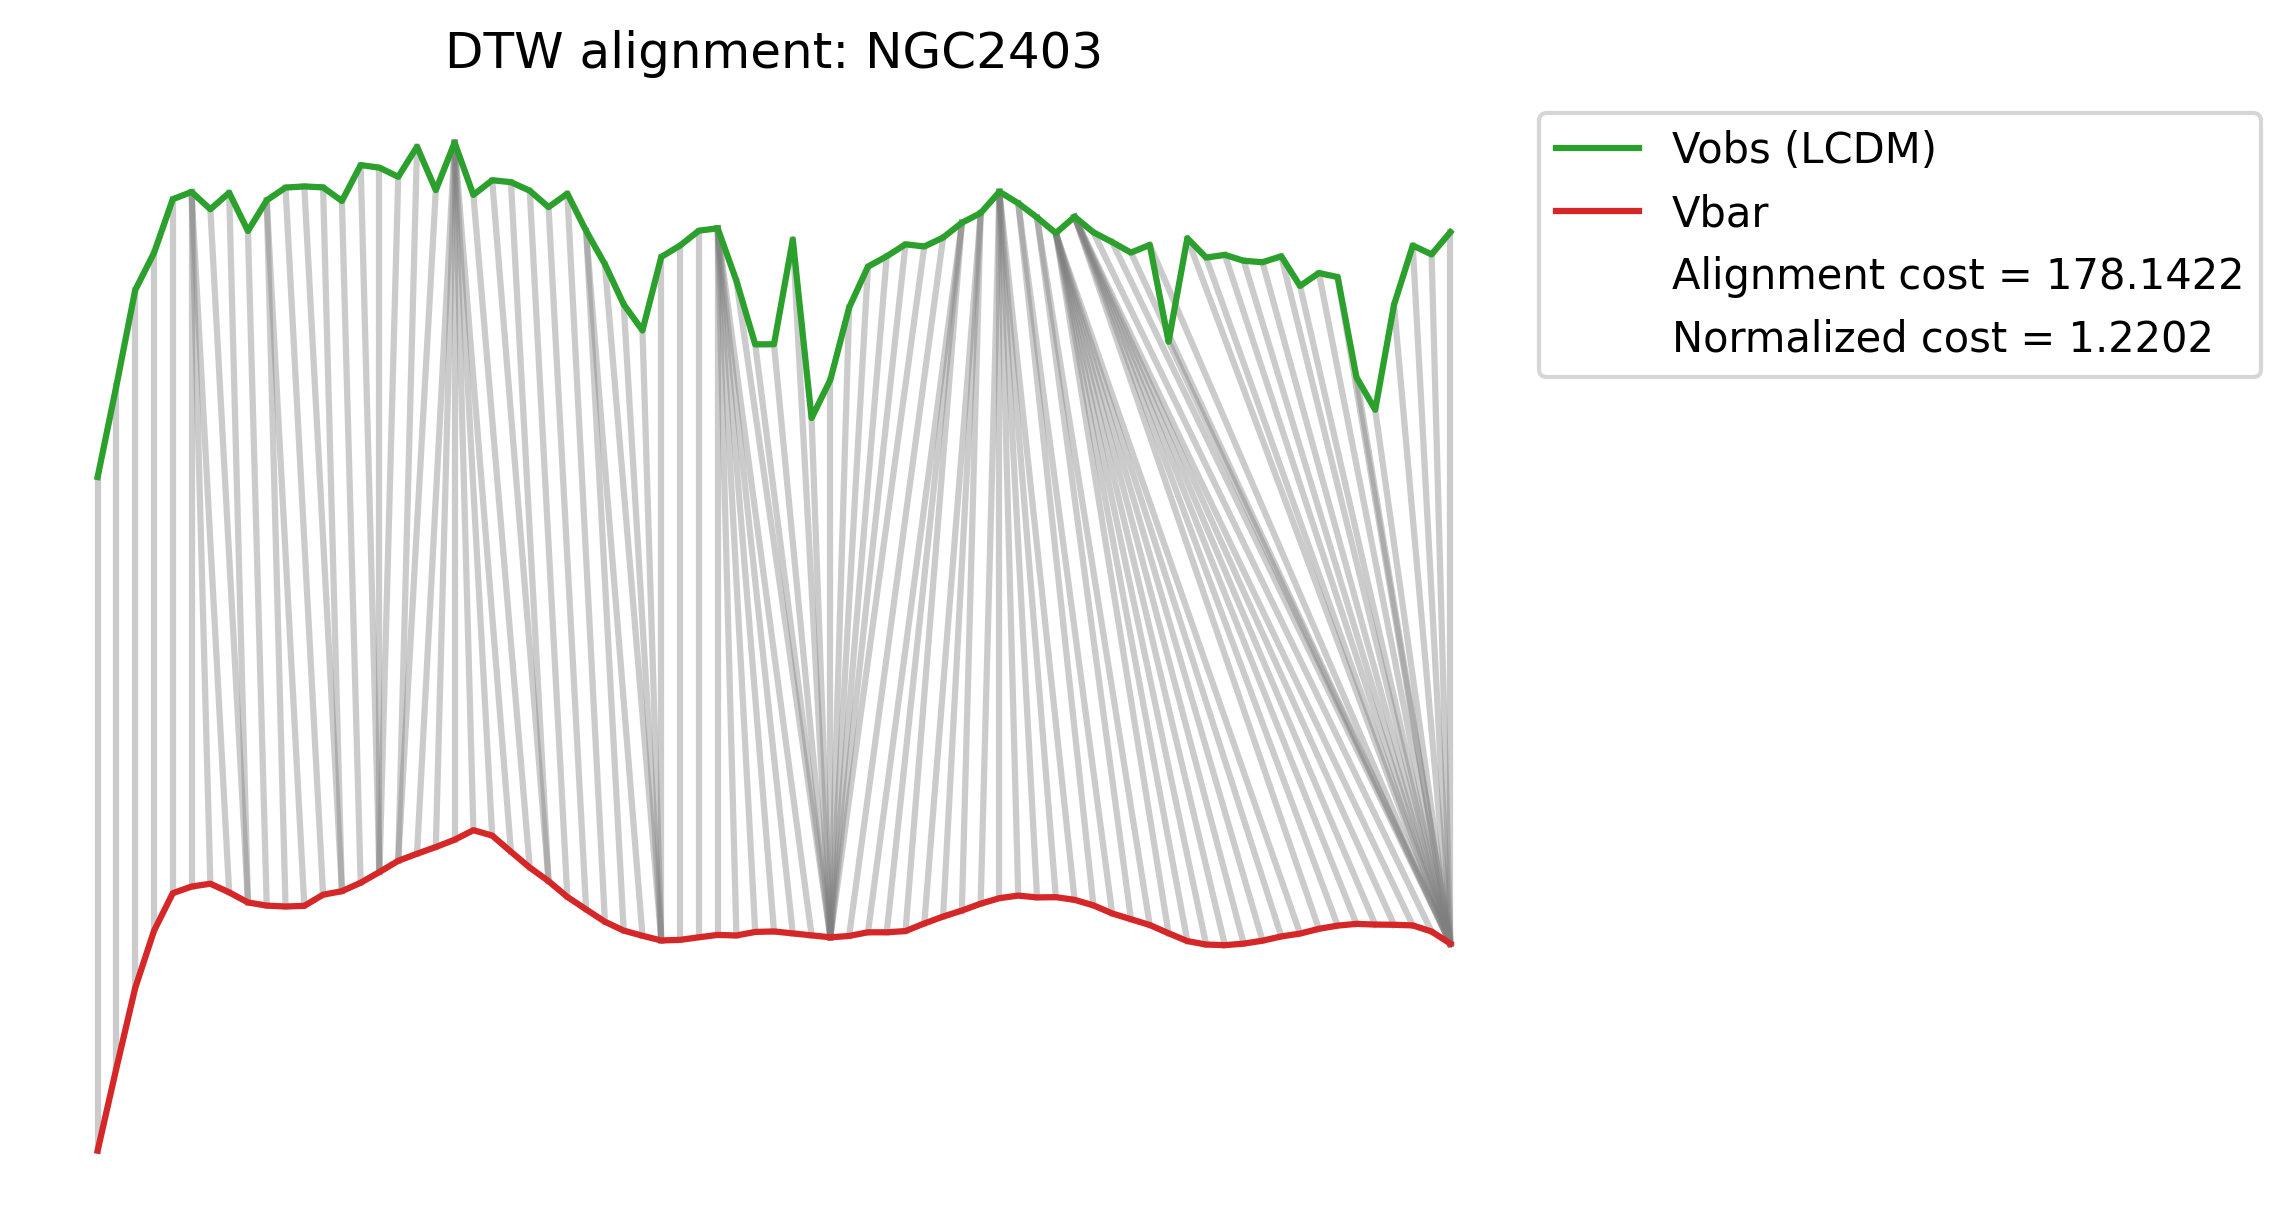 DTW alignment: NGC2403
Vobs (LCDM)
Vbar
Alignment cost = 178.1422
Normalized cost = 1.2202